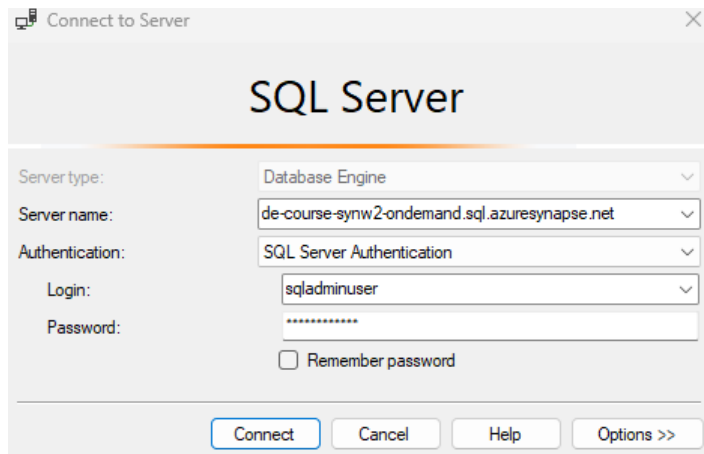 Connect to Server
SQL Server
Server type: Database Engine
Server name: de-course-synw2-ondemand.sql.azuresynapse.net
Authentication: SQL Server Authentication
Login: sqladminuser
Password: ************
Remember password
Connect Cancel Help Options >>